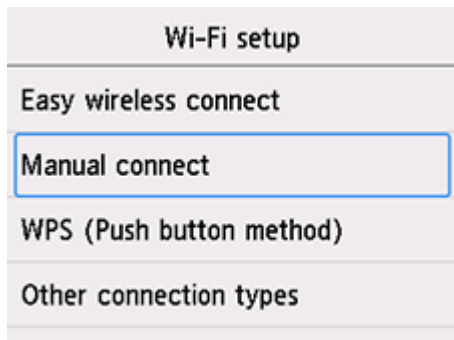 Wi-Fi setup
Easy wireless connect
Manual connect
WPS (Push button method)
Other connection types